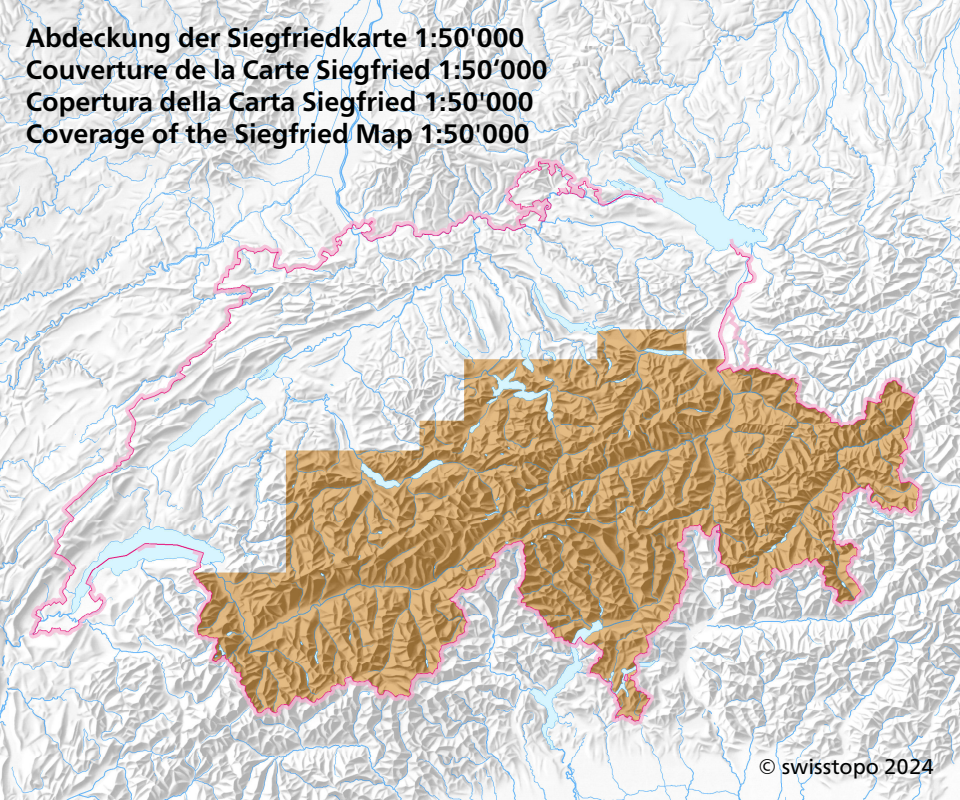 Abdeckung der Siegfriedkarte 1:50'000
Couverture de la Carte Siegfried 1:50‘000
Copertura della Carta Siegfried 1:50'000
Coverage of the Siegfried Map 1:50'000
© swisstopo 2024